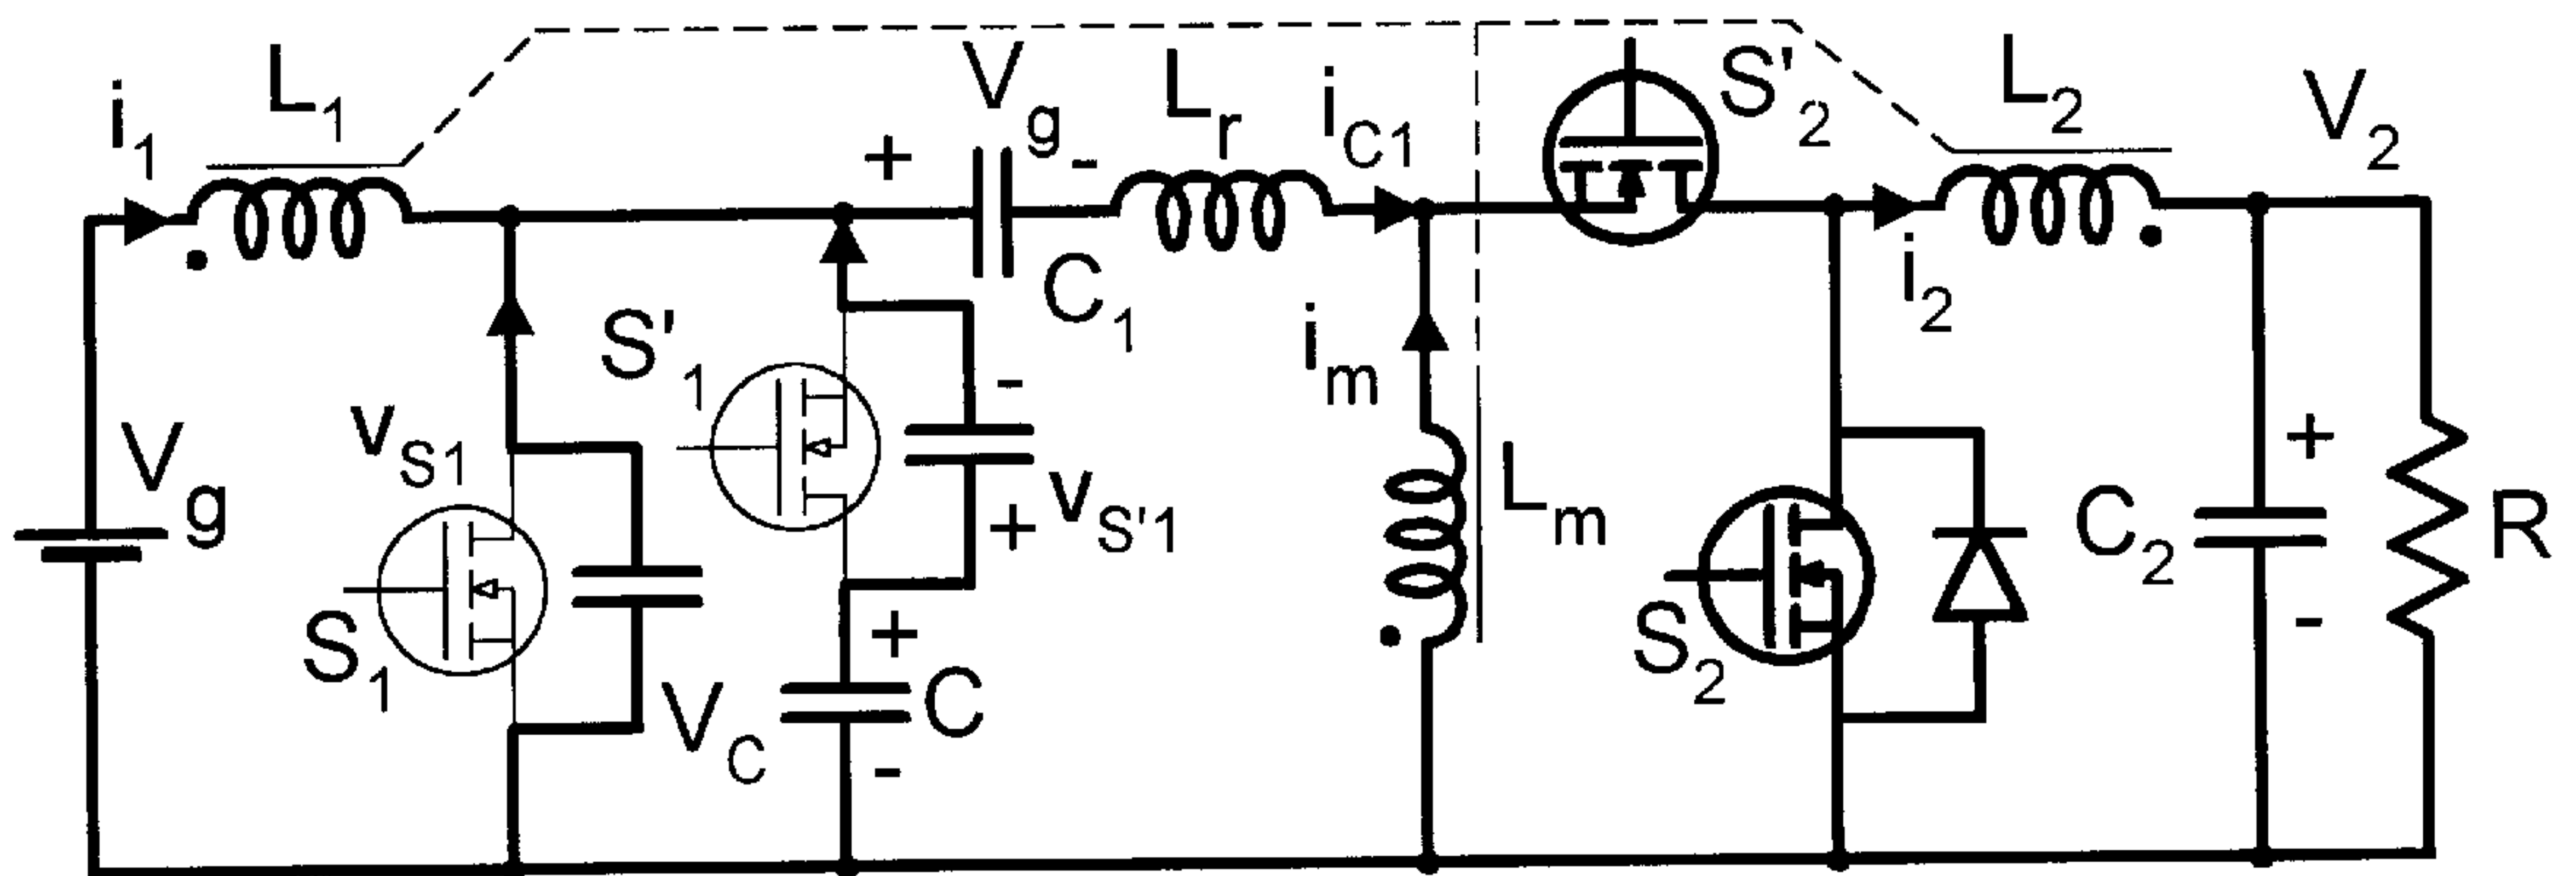 i1
L1
Vg
Lr
iC1
S'2
L2
V2
+
-
C1
S'1
im
i2
-
vS1
+
vS'1
Lm
Vg
+
C2
R
S1
VC
+
C
-
S2
-